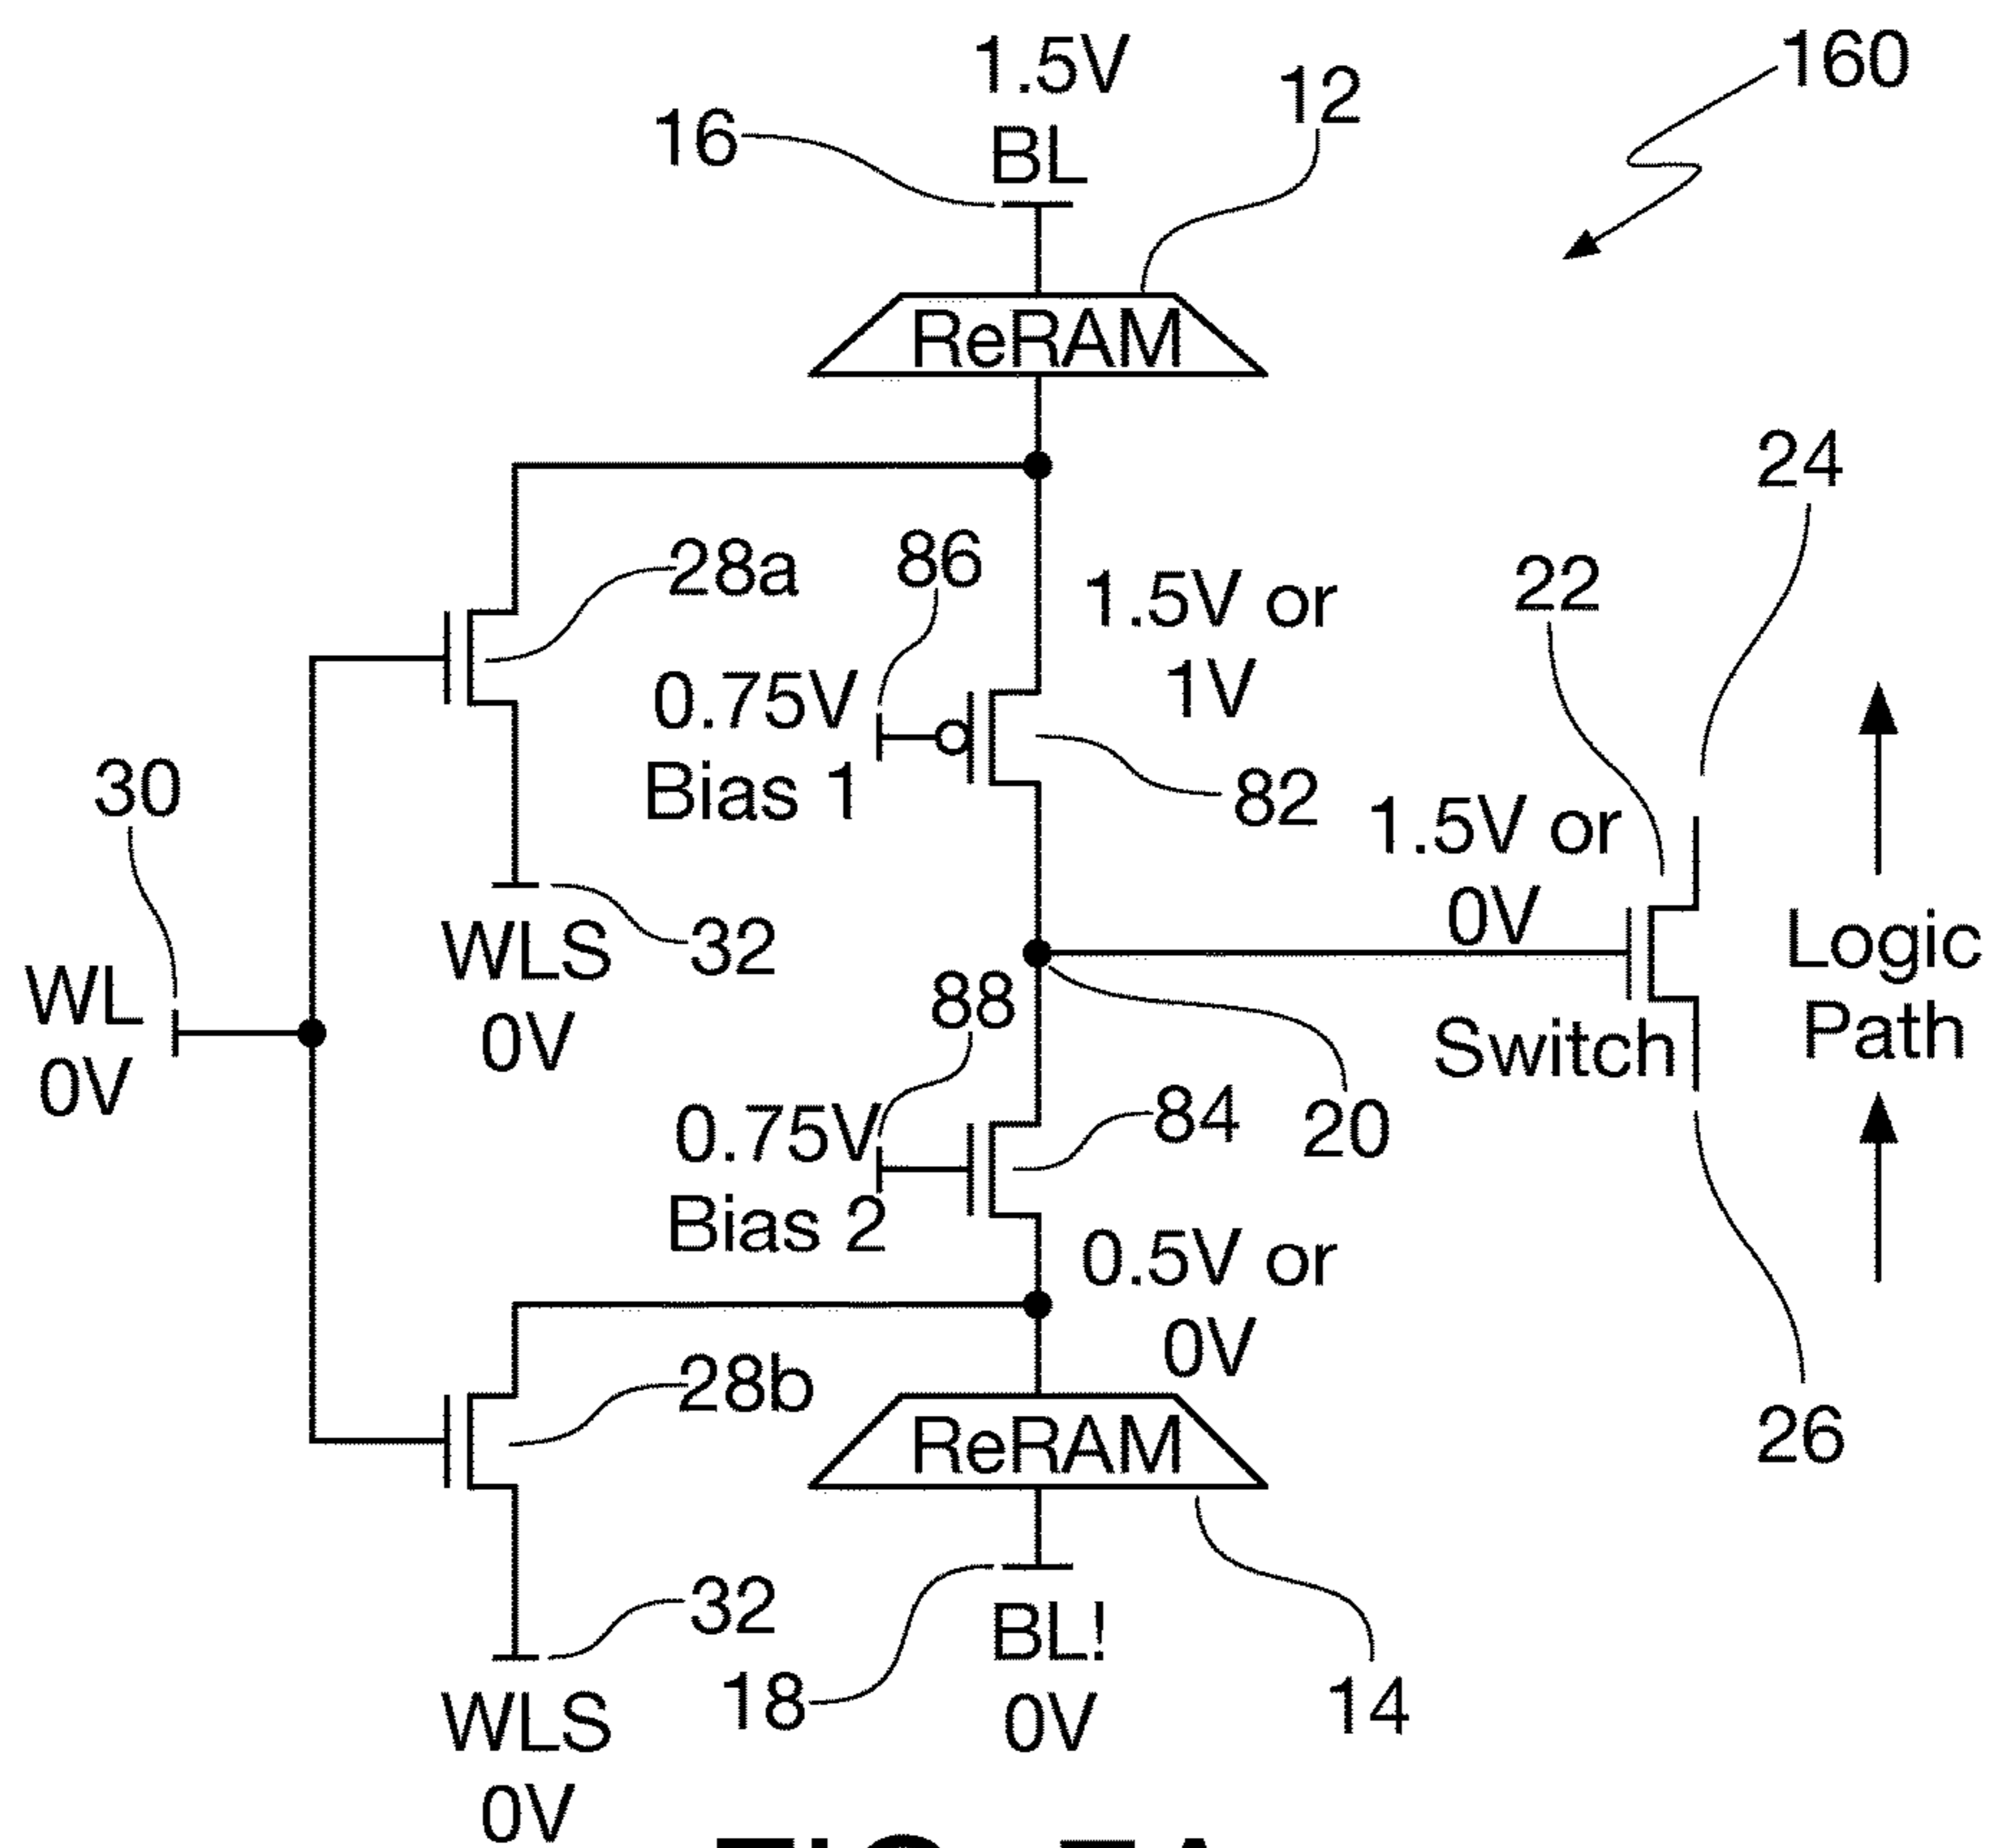 1.5V
BL
16
12
160
ReRAM
24
28a
86
1.5V or
1V
22
0.75V
Bias 1
82
30
1.5V or
0V
WLS
0V
32
WL
0V
88
Logic
Path
Switch
0.75V
Bias 2
84
20
0.5V or
0V
28b
ReRAM
26
32
WLS
0V
18
BL!
0V
14